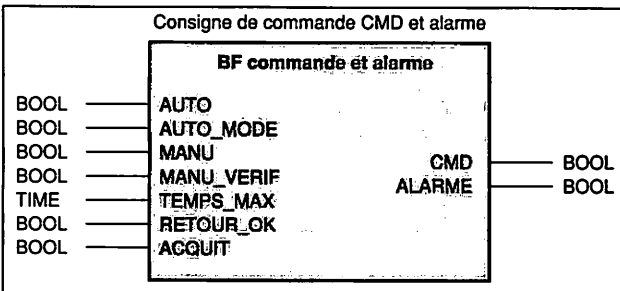 Consigne de commande CMD et alarme
BF commande et alarme
BOOL AUTO
BOOL AUTO_MODE
BOOL MANU
BOOL MANU_VERIF
TIME TEMPS_MAX
BOOL RETOUR_OK
BOOL ACQUIT
CMD BOOL
ALARME BOOL